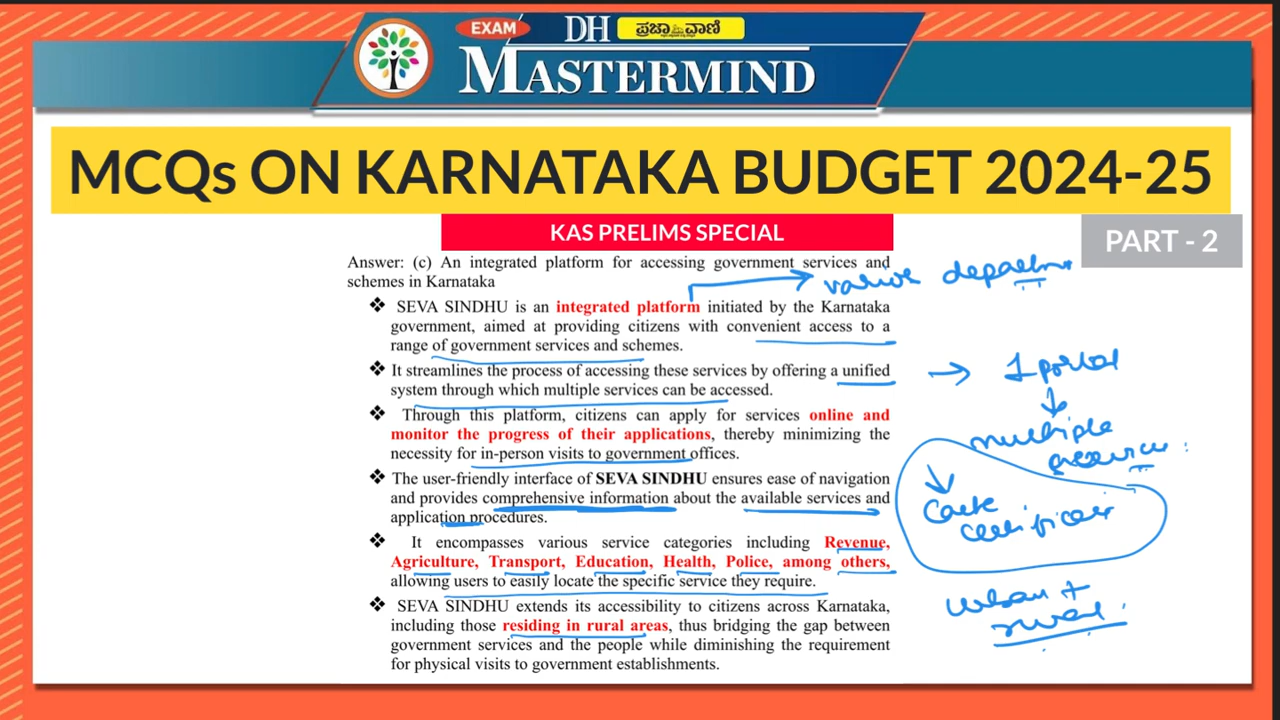 EXAM DH ಪ್ರಜಾವಾಣಿ
MASTERMIND
MCQs ON KARNATAKA BUDGET 2024-25
KAS PRELIMS SPECIAL
PART - 2
Answer: (c) An integrated platform for accessing government services and
schemes in Karnataka
❖ SEVA SINDHU is an integrated platform initiated by the Karnataka
government, aimed at providing citizens with convenient access to a
range of government services and schemes.
❖ It streamlines the process of accessing these services by offering a unified
system through which multiple services can be accessed.
❖ Through this platform, citizens can apply for services online and
monitor the progress of their applications, thereby minimizing the
necessity for in-person visits to government offices.
❖ The user-friendly interface of SEVA SINDHU ensures ease of navigation
and provides comprehensive information about the available services and
application procedures.
❖ It encompasses various service categories including Revenue,
Agriculture, Transport, Education, Health, Police, among others,
allowing users to easily locate the specific service they require.
❖ SEVA SINDHU extends its accessibility to citizens across Karnataka,
including those residing in rural areas, thus bridging the gap between
government services and the people while diminishing the requirement
for physical visits to government establishments.
→ 1 portal
↓
multiple
↓
urban +
rural